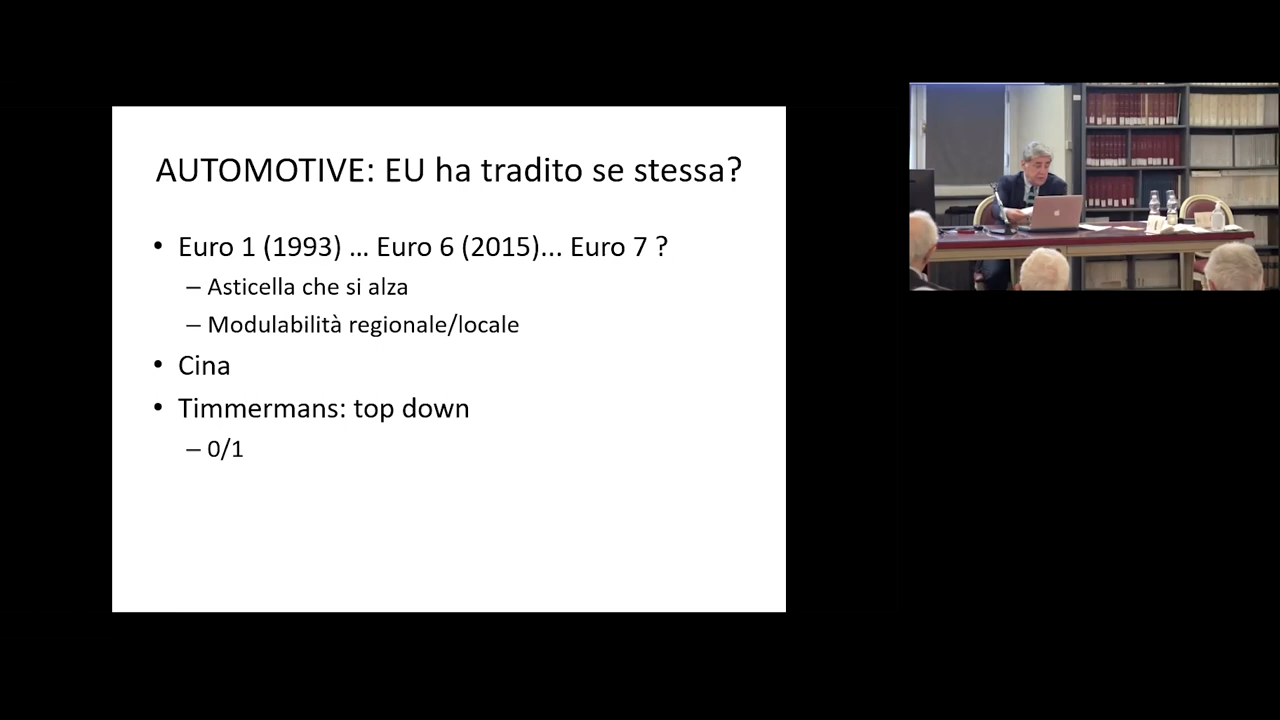 AUTOMOTIVE: EU ha tradito se stessa?
• Euro 1 (1993) ... Euro 6 (2015)... Euro 7 ?
– Asticella che si alza
– Modulabilità regionale/locale
• Cina
• Timmermans: top down
– 0/1